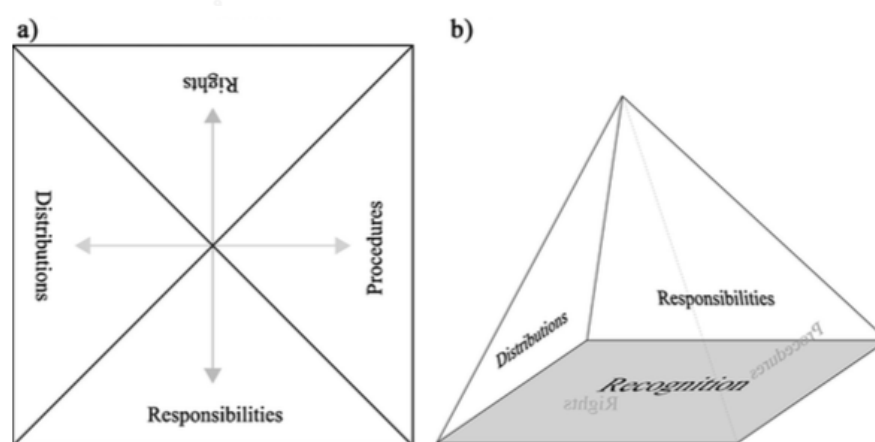 a)
Rights
Distributions
Procedures
Responsibilities
b)
Responsibilities
Distributions
Procedures
Recognition
Rights